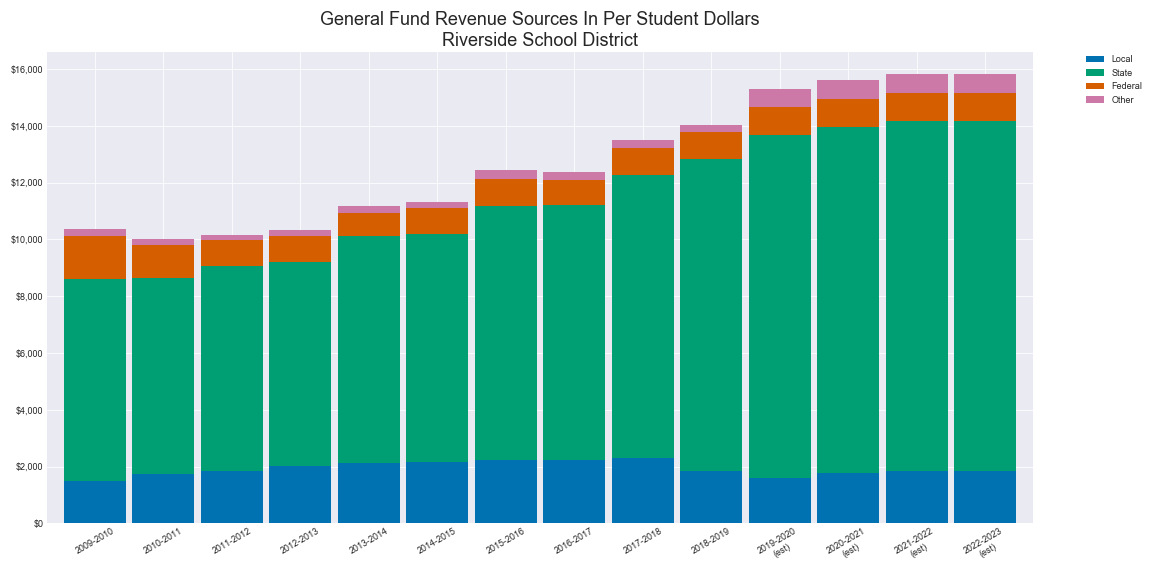 General Fund Revenue Sources In Per Student Dollars
Riverside School District
Local
State
Federal
Other
$16,000
$14,000
$12,000
$10,000
$8,000
$6,000
$4,000
$2,000
$0
2009-2010
2010-2011
2011-2012
2012-2013
2013-2014
2014-2015
2015-2016
2016-2017
2017-2018
2018-2019
2019-2020
(est)
2020-2021
(est)
2021-2022
(est)
2022-2023
(est)